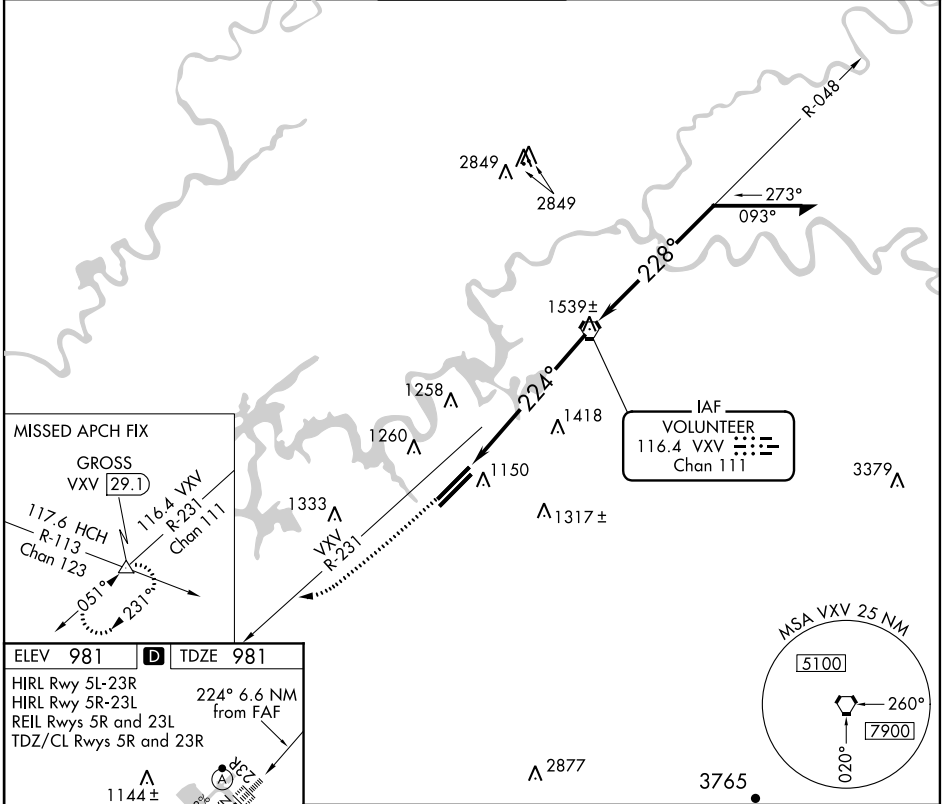 R-048
2849
2849
273°
093°
228°
1539±
224°
1258
1418
1260
IAF
VOLUNTEER
116.4 VXV
Chan 111
1150
3379
1333
1317 ±
VXV
R-231
MISSED APCH FIX
GROSS
VXV 29.1
117.6 HCH
R-113
Chan 123
116.4 VXV
R-231
Chan 111
051°
231°
MSA VXV 25 NM
5100
260°
7900
020°
ELEV 981 D TDZE 981
HIRL Rwy 5L-23R
HIRL Rwy 5R-23L
REIL Rwys 5R and 23L
TDZ/CL Rwys 5R and 23R
224° 6.6 NM
from FAF
A
23R
1144 ±
2877
3765